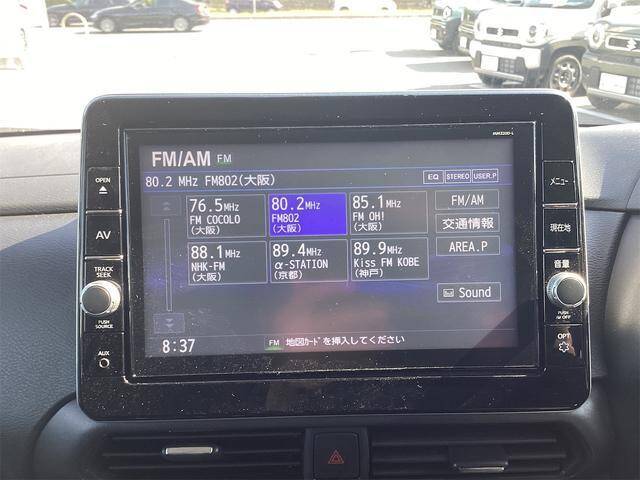 FM/AM FM
80.2 MHz FM802(大阪)
EQ STEREO USER.P
76.5MHz
FM COCOLO
(大阪)
80.2MHz
FM802
(大阪)
85.1MHz
FM OH!
(大阪)
88.1MHz
NHK-FM
(大阪)
89.4MHz
α-STATION
(京都)
89.9MHz
Kiss FM KOBE
(神戸)
FM/AM
交通情報
AREA.P
Sound
8:37
FM 地図カードを挿入してください
OPEN
AV
TRACK
SEEK
PUSH
SOURCE
AUX
メニュー
現在地
音量
PUSH
OFF
OPT